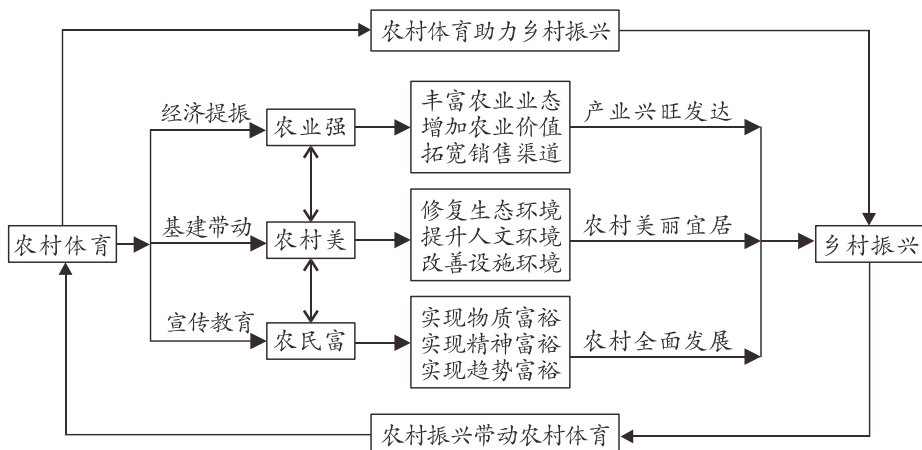 农村体育助力乡村振兴
经济提振
农业强
丰富农业业态
增加农业价值
拓宽销售渠道
产业兴旺发达
农村体育
基建带动
农村美
修复生态环境
提升人文环境
改善设施环境
农村美丽宜居
乡村振兴
宣传教育
农民富
实现物质富裕
实现精神富裕
实现趋势富裕
农村全面发展
农村振兴带动农村体育